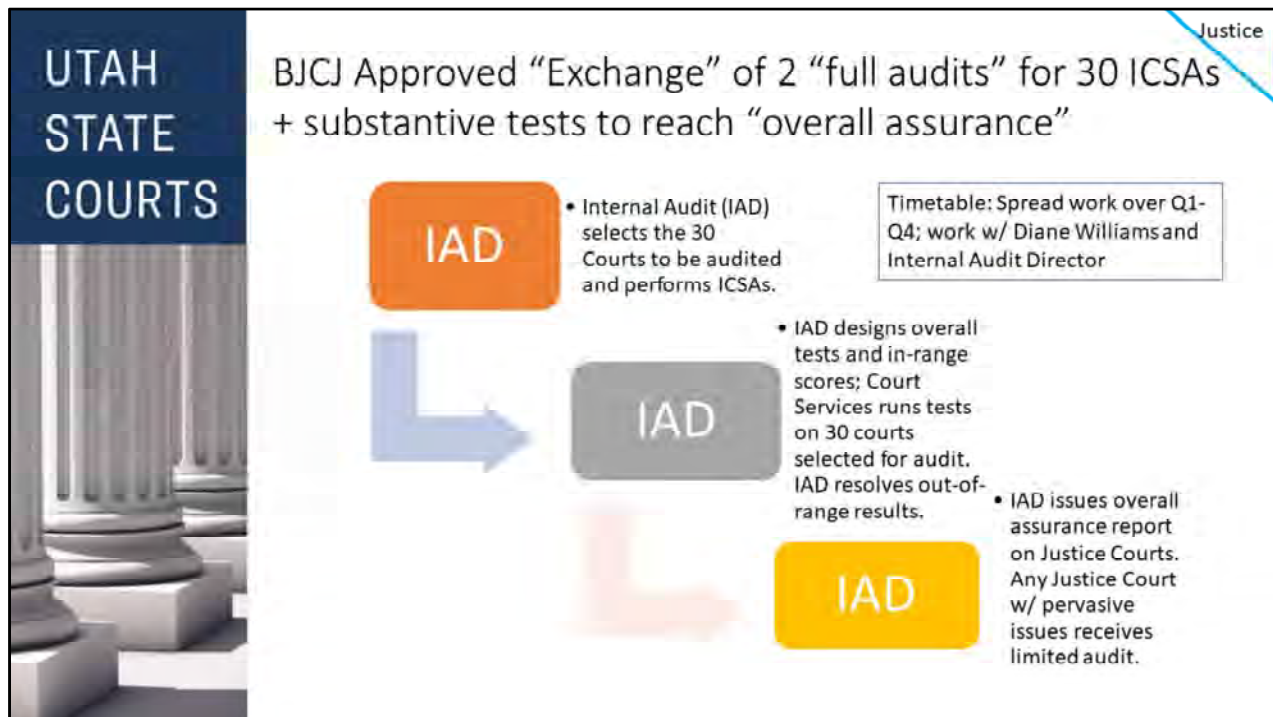 UTAH
STATE
COURTS
Justice
BJCJ Approved “Exchange” of 2 “full audits” for 30 ICSAs
+ substantive tests to reach “overall assurance”
IAD
• Internal Audit (IAD)
selects the 30
Courts to be audited
and performs ICSAs.
Timetable: Spread work over Q1-
Q4; work w/ Diane Williams and
Internal Audit Director
IAD
• IAD designs overall
tests and in-range
scores; Court
Services runs tests
on 30 courts
selected for audit.
IAD resolves out-of-
range results.
IAD
• IAD issues overall
assurance report
on Justice Courts.
Any Justice Court
w/ pervasive
issues receives
limited audit.